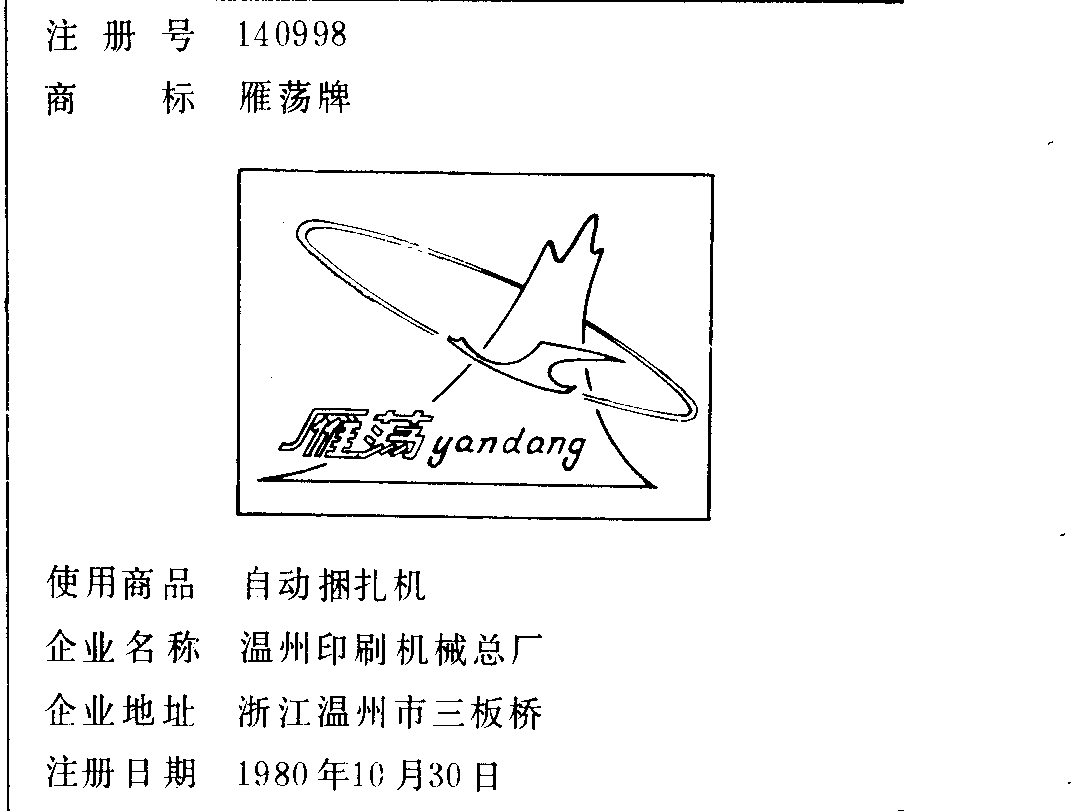 注册号 140998
商标 雁荡牌
雁荡 yandang
使用商品 自动捆扎机
企业名称 温州印刷机械总厂
企业地址 浙江温州市三板桥
注册日期 1980年10月30日